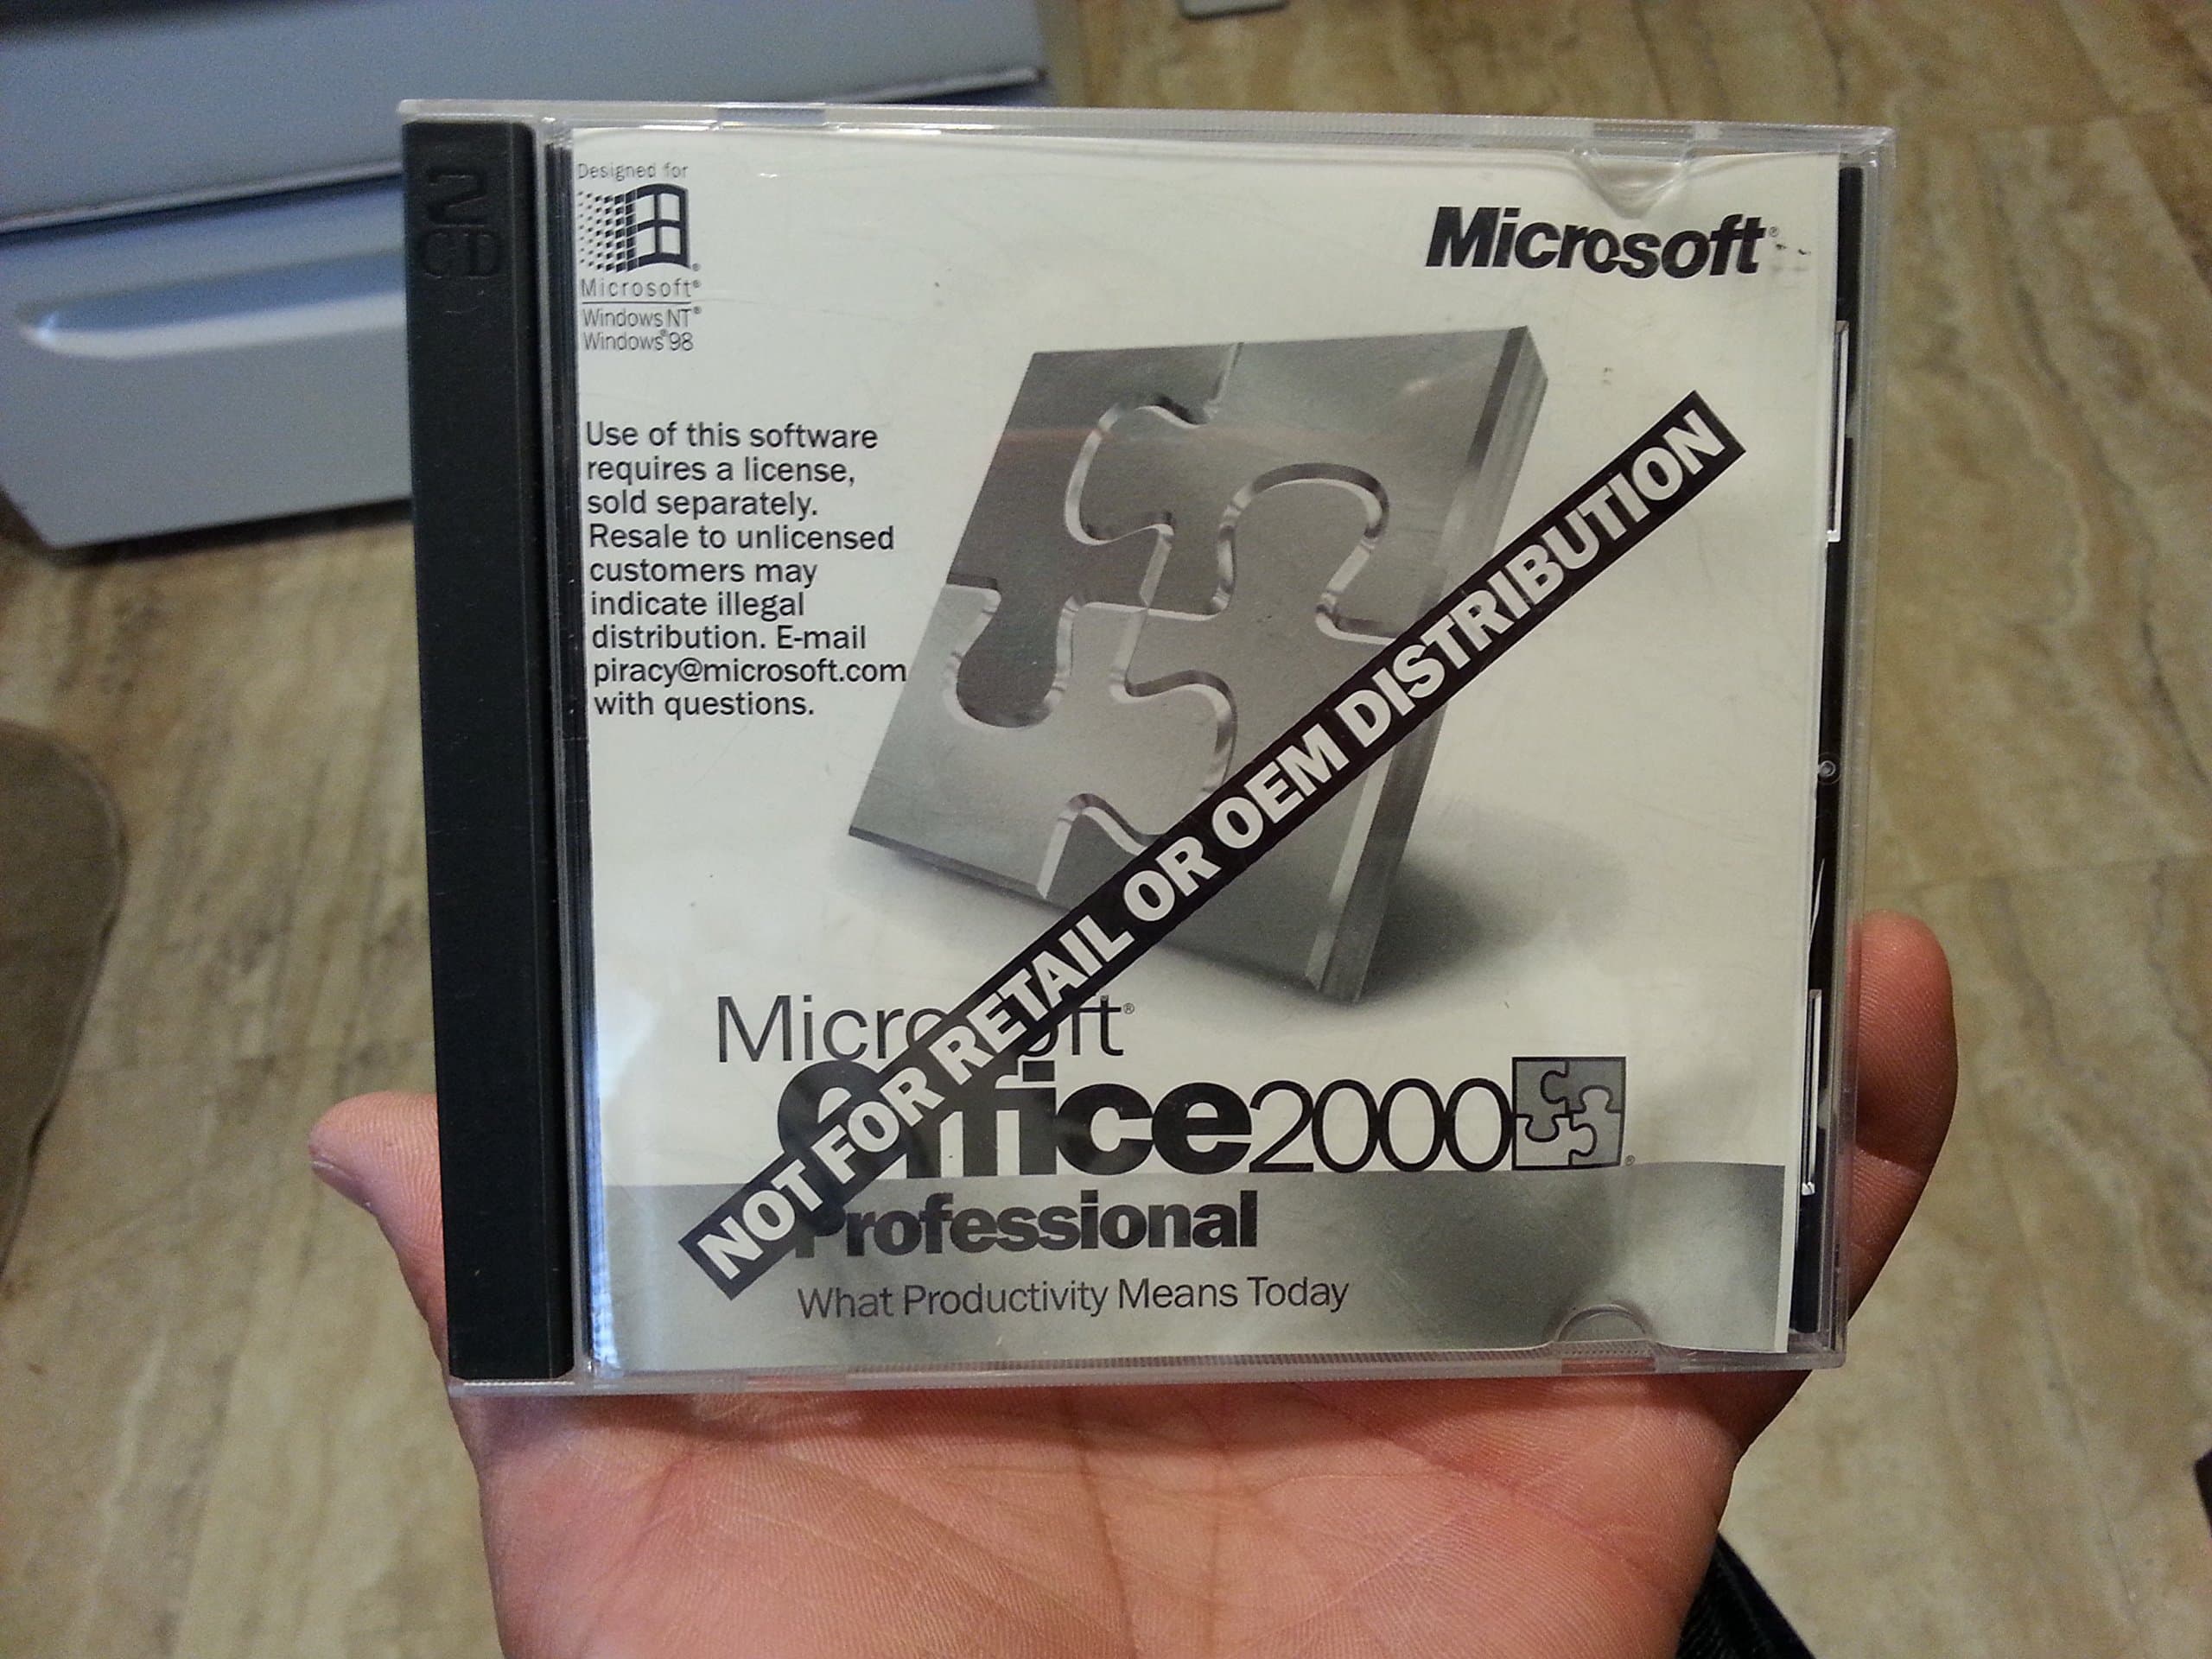 2
CD
Designed for
Microsoft®
Windows NT®
Windows®98
Microsoft®
Use of this software
requires a license,
sold separately.
Resale to unlicensed
customers may
indicate illegal
distribution. E-mail
piracy@microsoft.com
with questions.
NOT FOR RETAIL OR OEM DISTRIBUTION
Microsoft®
Office2000
Professional
What Productivity Means Today